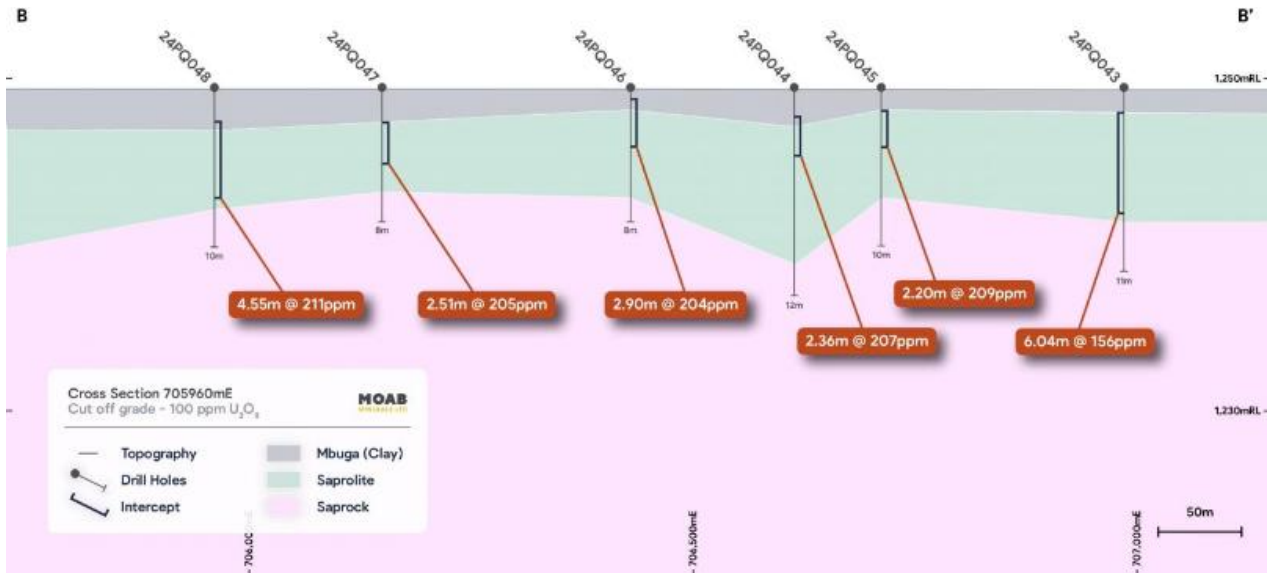 B
B'
24PQ048
24PQ047
24PQ046
24PQ044
24PQ045
24PQ043
1,250mRL
10m
8m
8m
12m
10m
11m
4.55m @ 211ppm
2.51m @ 205ppm
2.90m @ 204ppm
2.36m @ 207ppm
2.20m @ 209ppm
6.04m @ 156ppm
Cross Section 705960mE
Cut off grade - 100 ppm U₃O₈
MOAB
MINERALS LTD
Topography
Drill Holes
Intercept
Mbuga (Clay)
Saprolite
Saprock
1,230mRL
706,500mE
707,000mE
50m